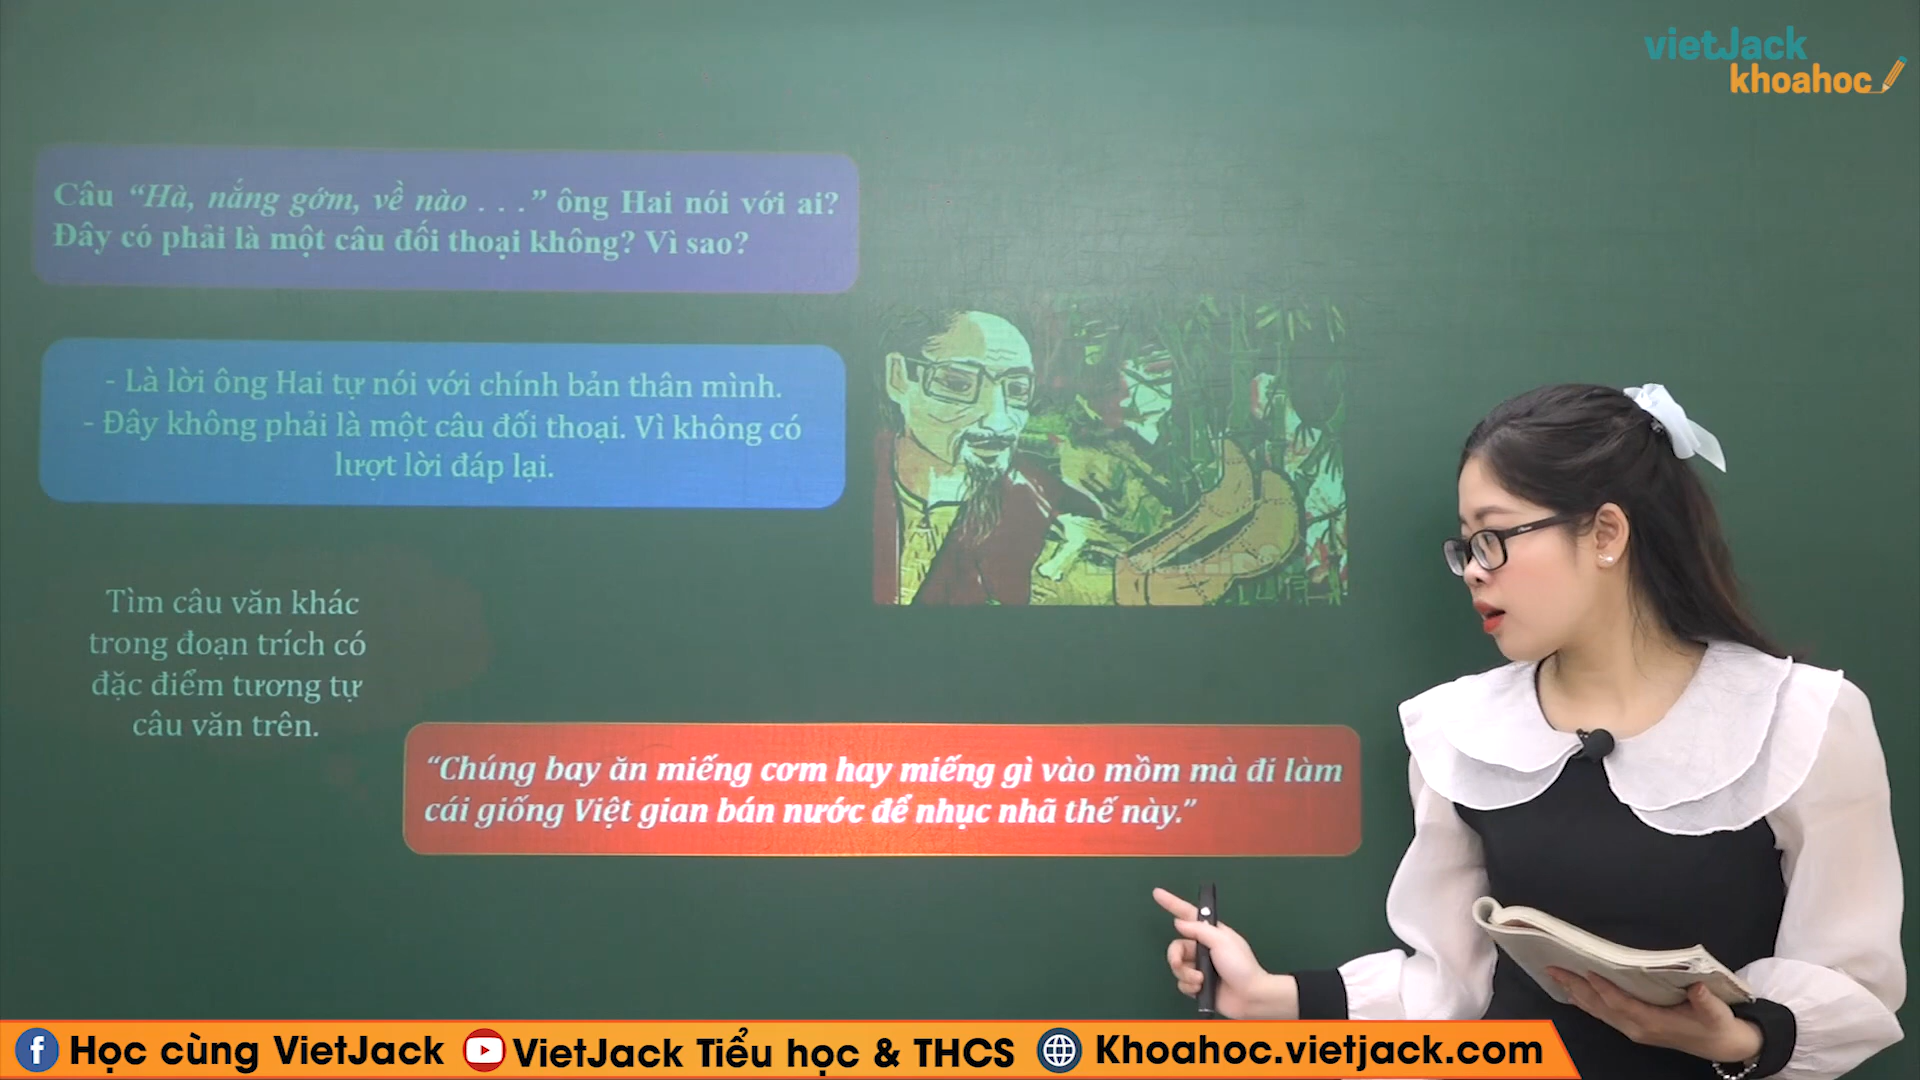 vietJack
khoahoc
Câu “Hà, nắng gớm, về nào . . .” ông Hai nói với ai?
Đây có phải là một câu đối thoại không? Vì sao?
- Là lời ông Hai tự nói với chính bản thân mình.
- Đây không phải là một câu đối thoại. Vì không có
lượt lời đáp lại.
Tìm câu văn khác
trong đoạn trích có
đặc điểm tương tự
câu văn trên.
“Chúng bay ăn miếng cơm hay miếng gì vào mồm mà đi làm
cái giống Việt gian bán nước để nhục nhã thế này.”
Học cùng VietJack
VietJack Tiểu học & THCS
Khoahoc.vietjack.com